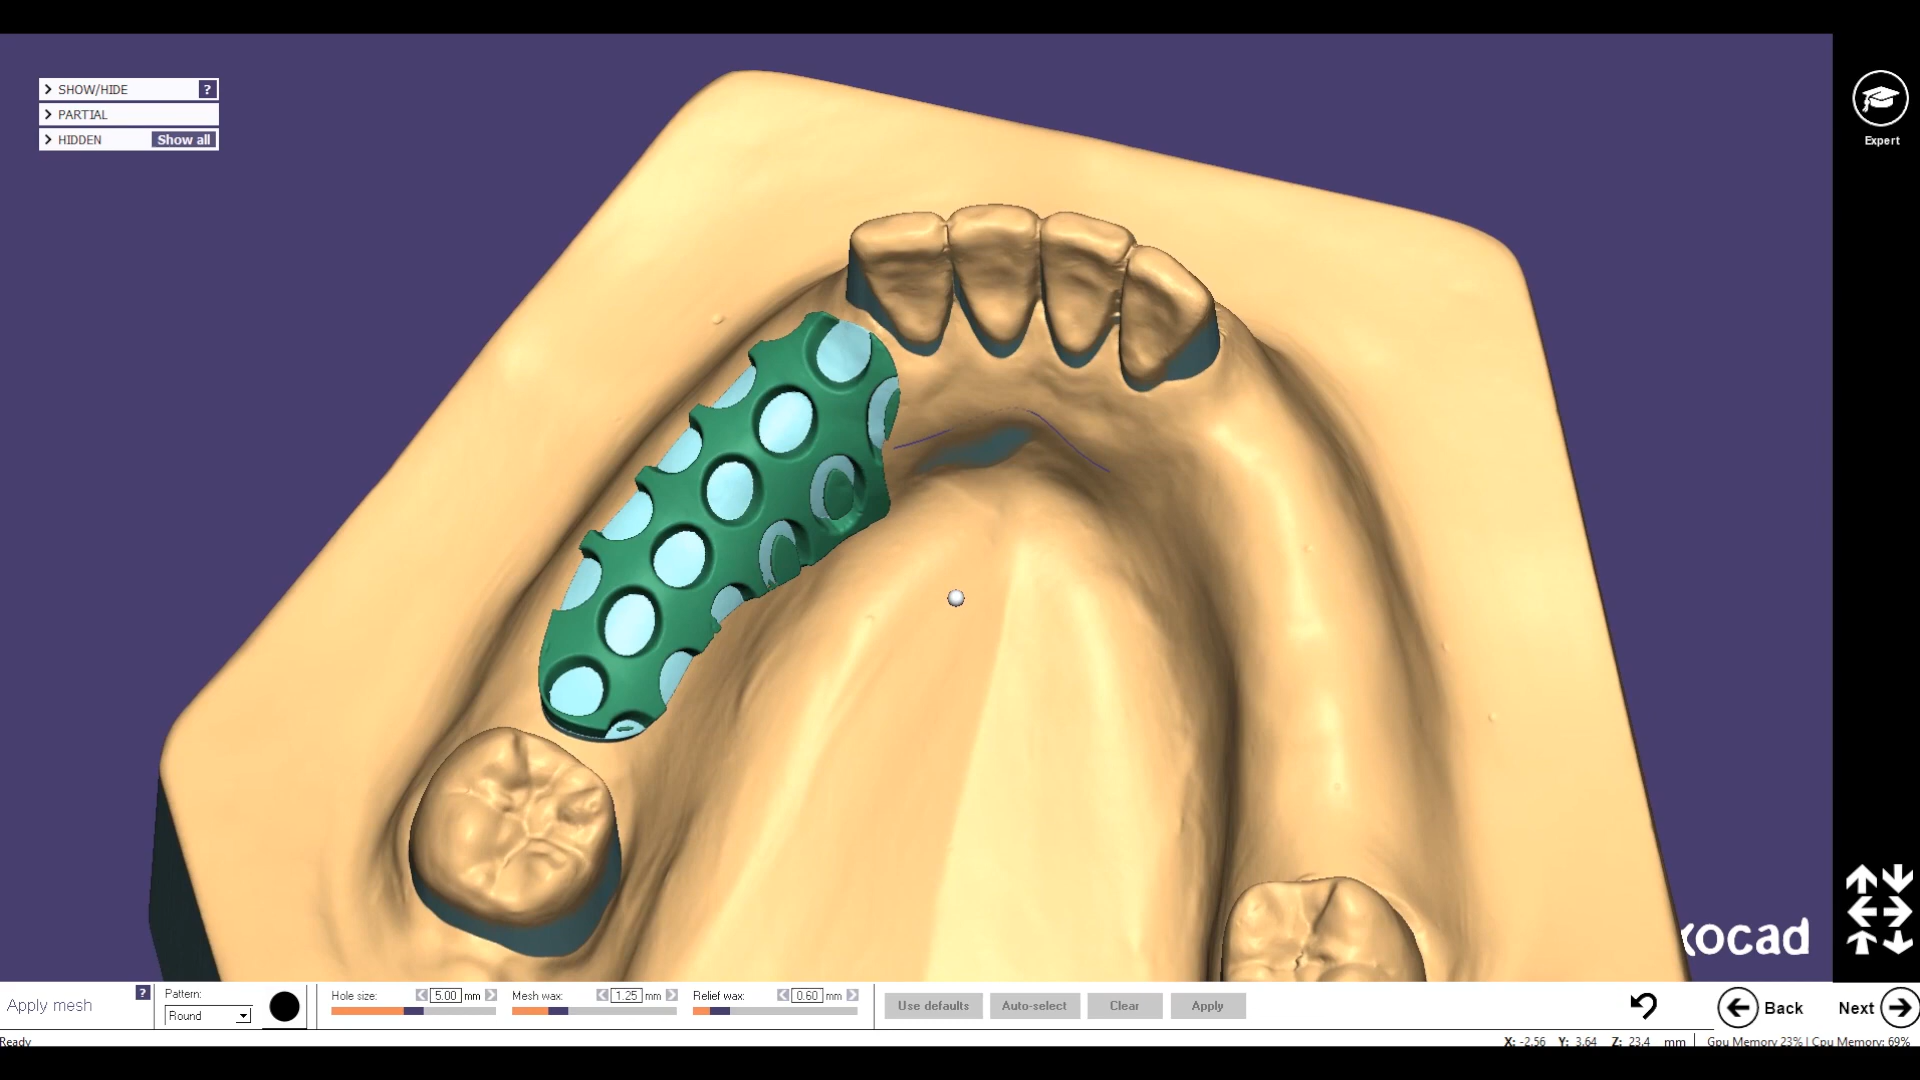 SHOW/HIDE ?
PARTIAL
HIDDEN Show all
Expert
xocad
Apply mesh ?
Pattern:
Round
Hole size: 5.00 mm
Mesh wax: 1.25 mm
Relief wax: 0.60 mm
Use defaults Auto-select Clear Apply
Back Next
Ready
X: -2.56 Y: 3.64 Z: 23.4 mm Gpu Memory 23% | Cpu Memory: 69%